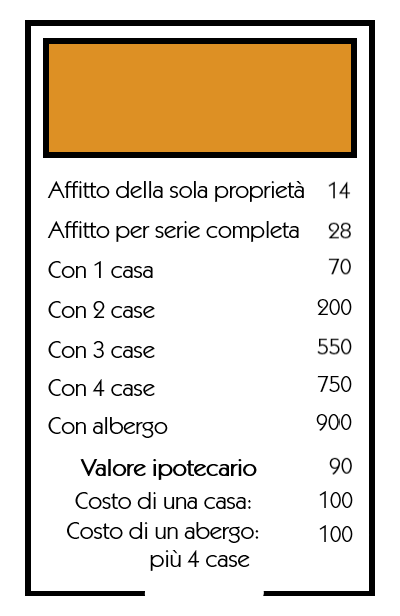 Affitto della sola proprietà 14
Affitto per serie completa 28
Con 1 casa 70
Con 2 case 200
Con 3 case 550
Con 4 case 750
Con albergo 900
Valore ipotecario 90
Costo di una casa: 100
Costo di un abergo: 100
più 4 case